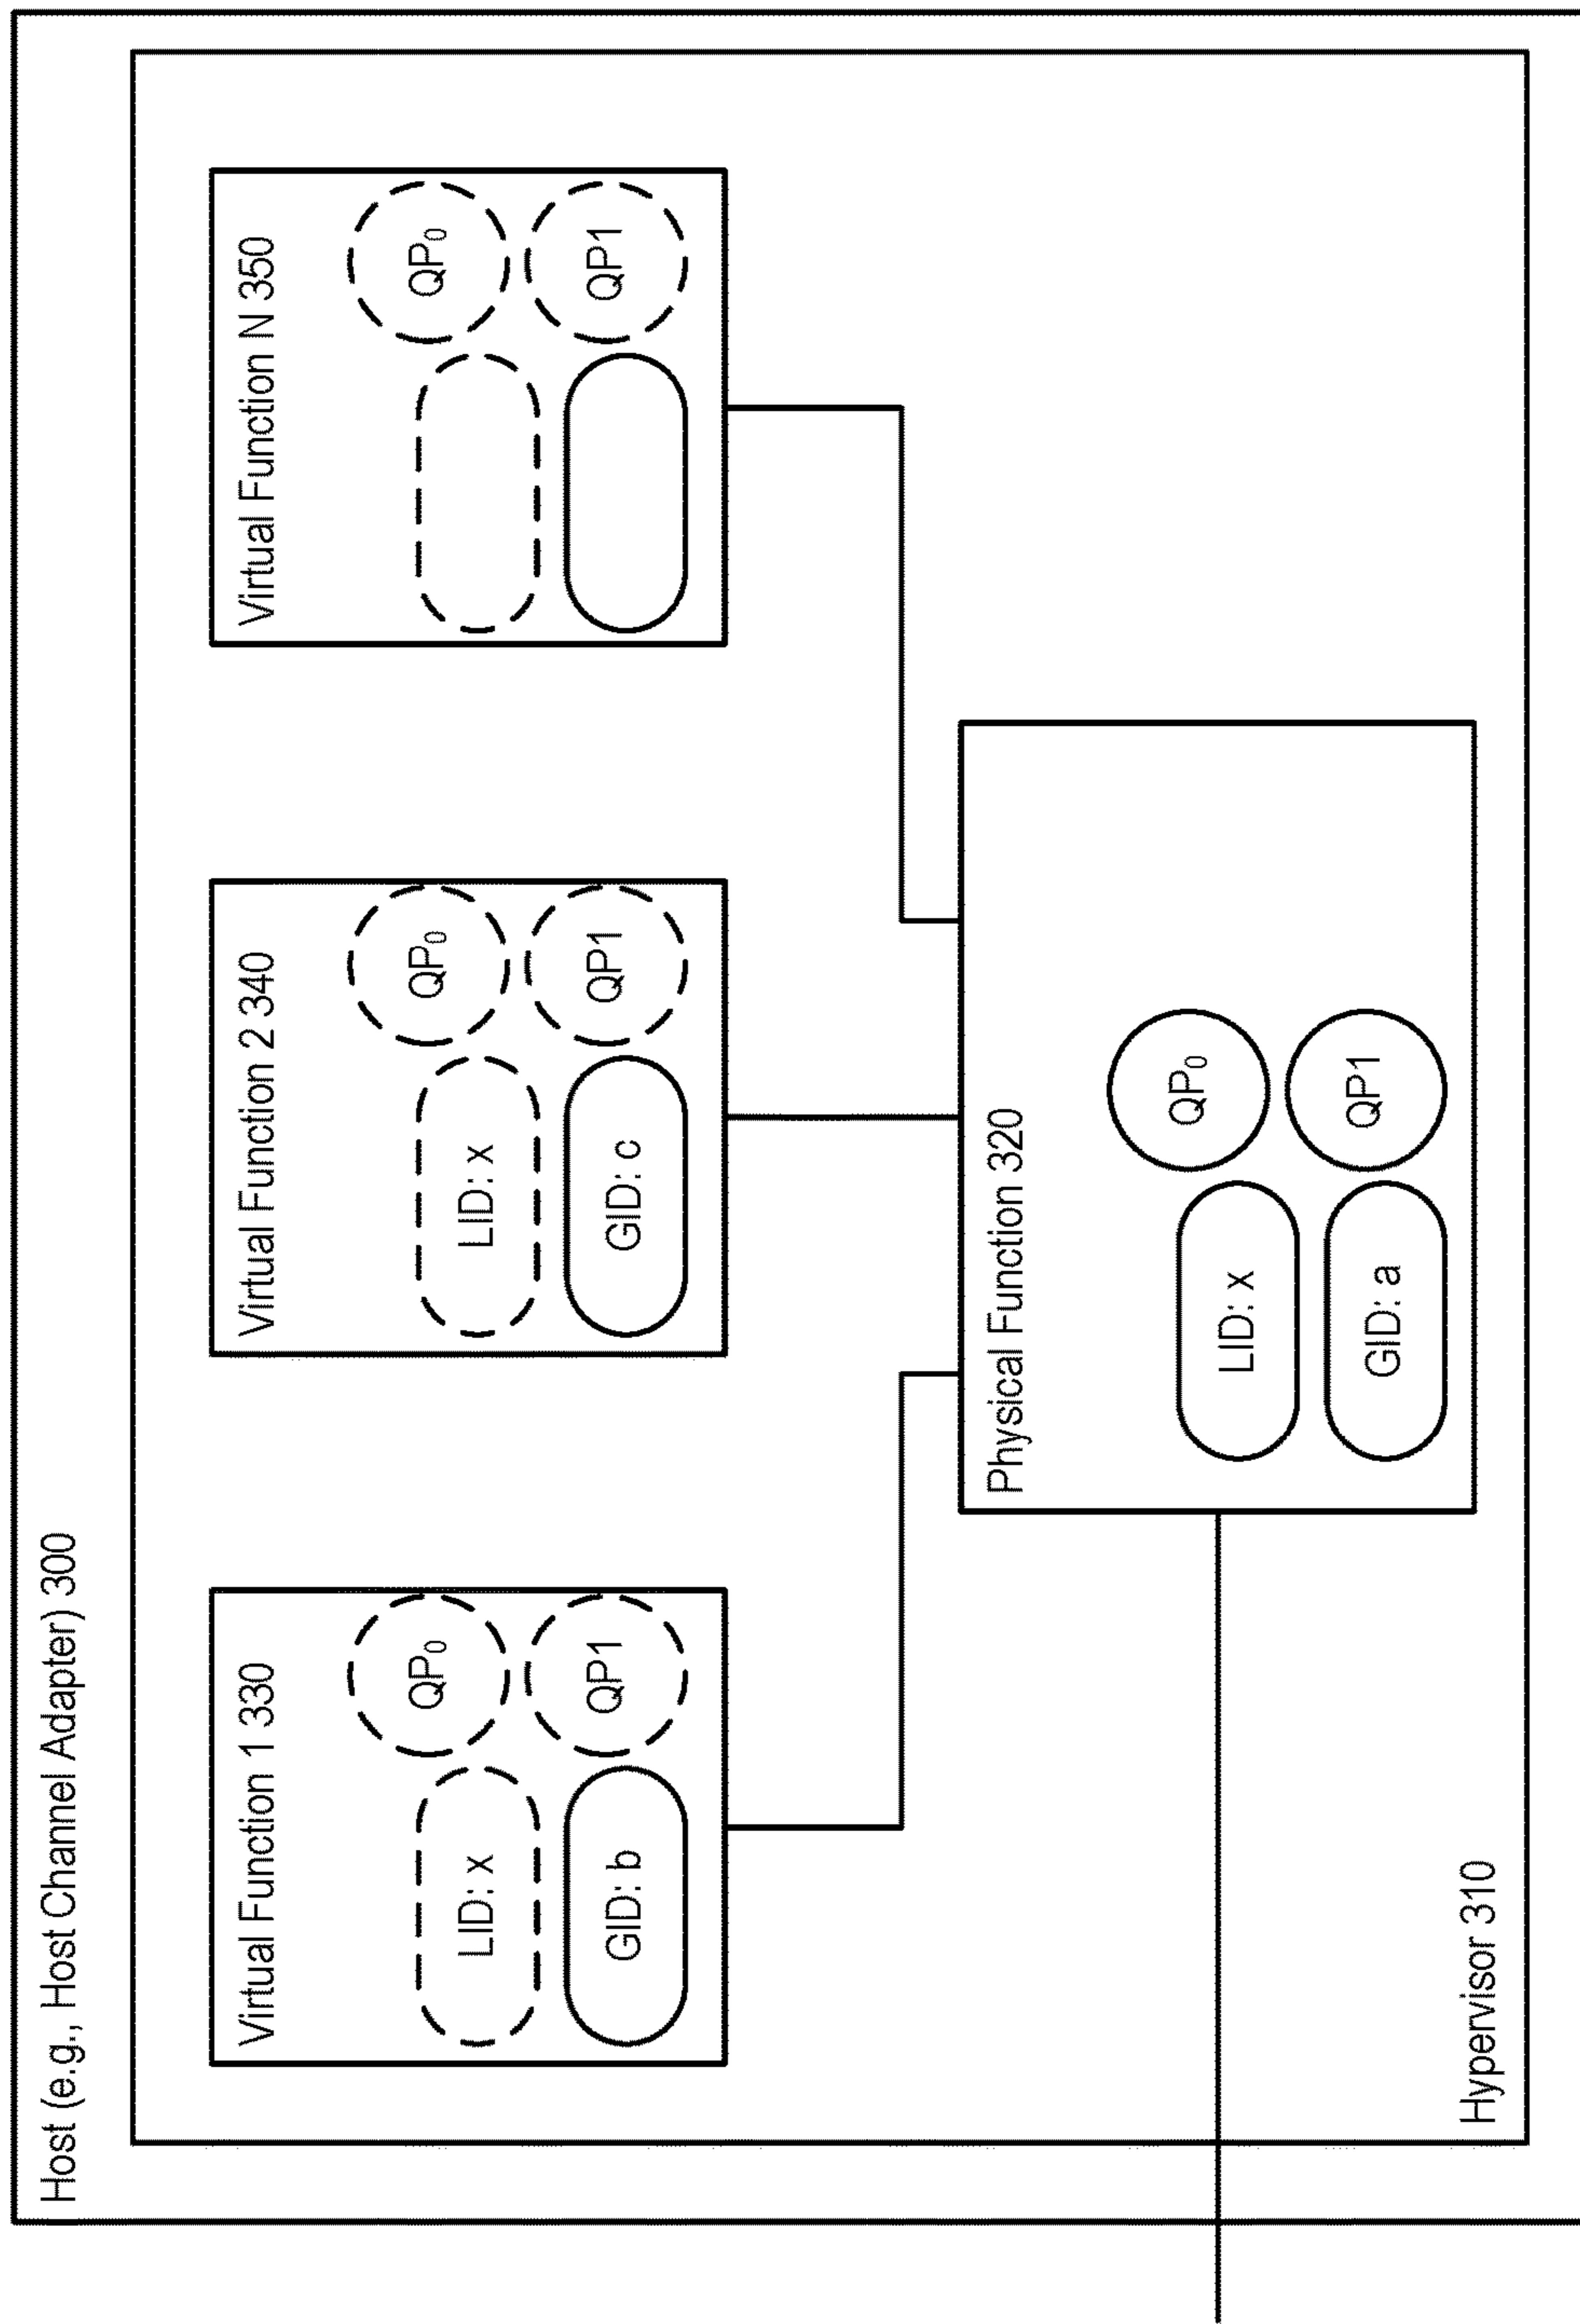 Host (e.g., Host Channel Adapter) 300
Virtual Function 1 330
QP₀
LID: x
QP1
GID: b
Virtual Function 2 340
QP₀
LID: x
QP1
GID: c
Virtual Function N 350
QP₀
QP1
Physical Function 320
QP₀
LID: x
QP1
GID: a
Hypervisor 310